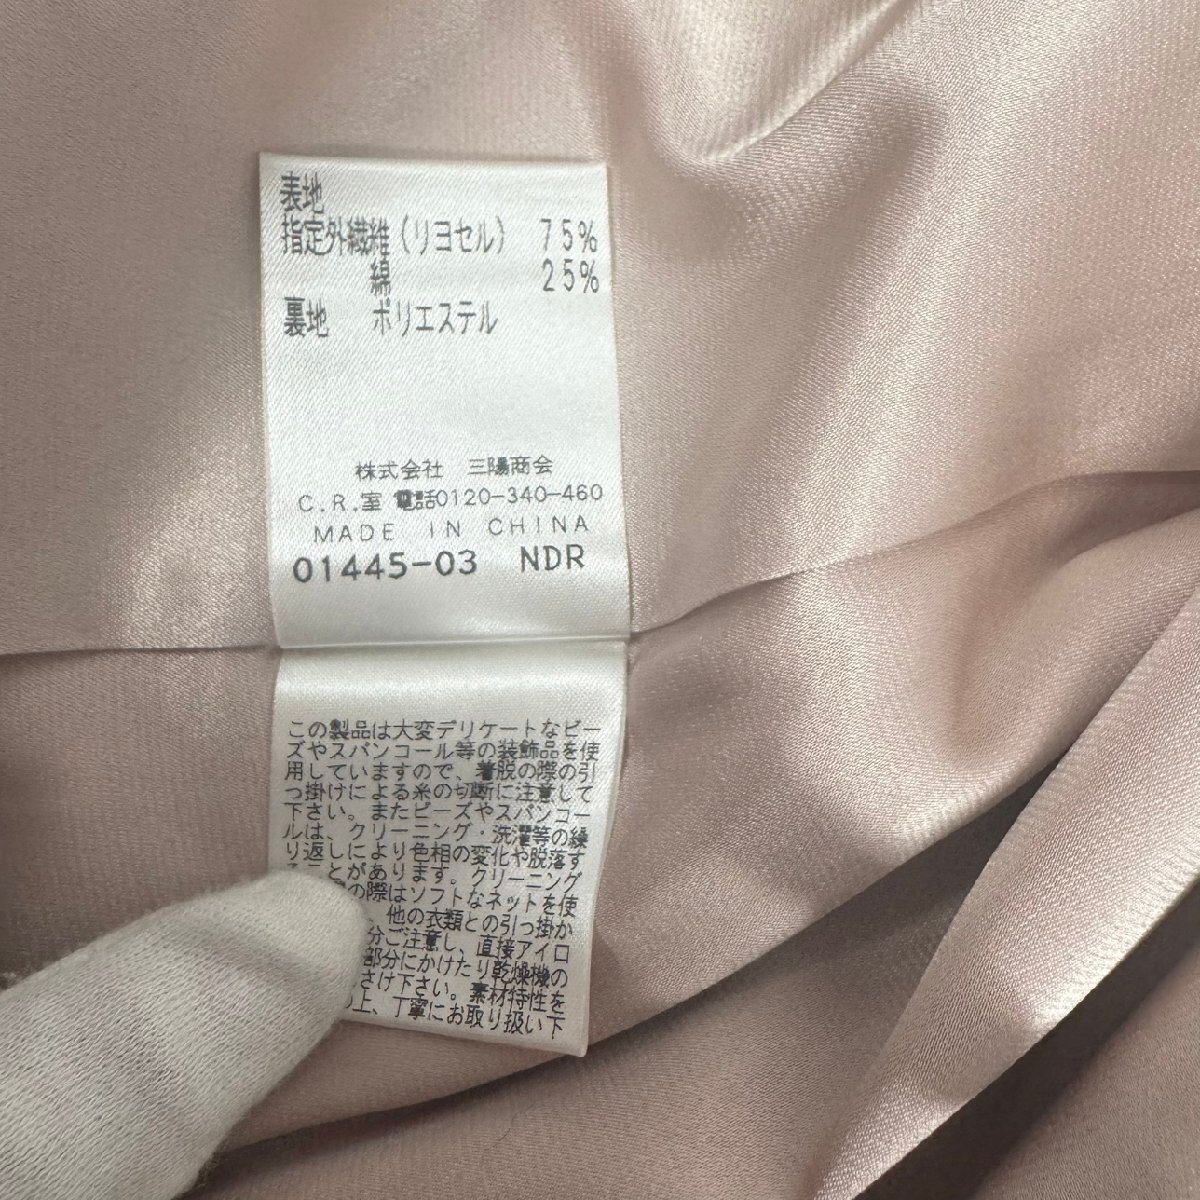 表地
指定外繊維（リヨセル） 75%
綿 25%
裏地 ポリエステル
株式会社 三陽商会
C.R.室 電話0120-340-460
MADE IN CHINA
01445-03 NDR
この製品は大変デリケートなビー
ズやスパンコール等の装飾品を使
用していますので、着脱の際の引
っ掛けによる糸の切断に注意して
下さい。またビーズやスパンコー
ルは、クリーニング・洗濯等の繰
り返しにより色相の変化や脱落す
ることがあります。クリーニング
の際はソフトなネットを使
、他の衣類との引っ掛か
分ご注意し、直接アイロ
部分にかけたり乾燥機の
さけ下さい。素材特性を
上、丁寧にお取り扱い下